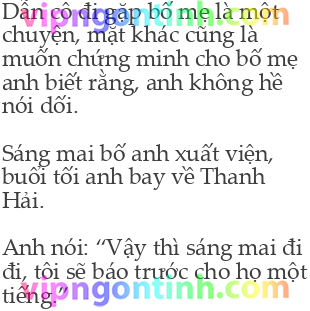 Dẫn cô đi gặp bố mẹ là một
chuyện, mặt khác cũng là
muốn chứng minh cho bố mẹ
anh biết rằng, anh không hề
nói dối.
Sáng mai bố anh xuất viện,
buổi tối anh bay về Thanh
Hải.
Anh nói: “Vậy thì sáng mai đi
đi, tôi sẽ báo trước cho họ một
tiếng.”
vipngontinh.com
vipngontinh.com